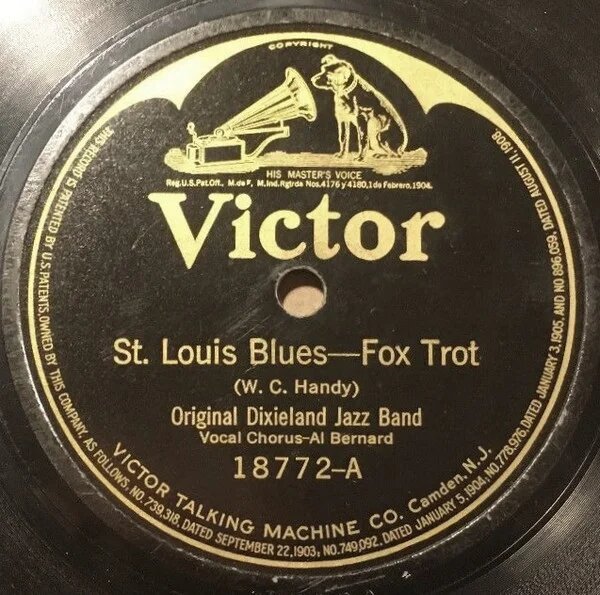 COPYRIGHT
HIS MASTER'S VOICE
Reg.U.S.Pat.Off., M.de F., M.Ind.Rgtrda Nos.4176 y 4180,1 de Febrero,1904.
Victor
St. Louis Blues—Fox Trot
(W. C. Handy)
Original Dixieland Jazz Band
Vocal Chorus-Al Bernard
18772-A
VICTOR TALKING MACHINE CO. Camden, N.J.
THIS RECORD IS PATENTED BY U.S. PATENTS, OWNED BY THIS COMPANY, AS FOLLOWS, NO.739,318, DATED SEPTEMBER 22,1903; NO.749,092, DATED JANUARY 5,1904, NO.778,976, DATED JANUARY 3,1905, AND NO 896,059, DATED AUGUST 11,1908.